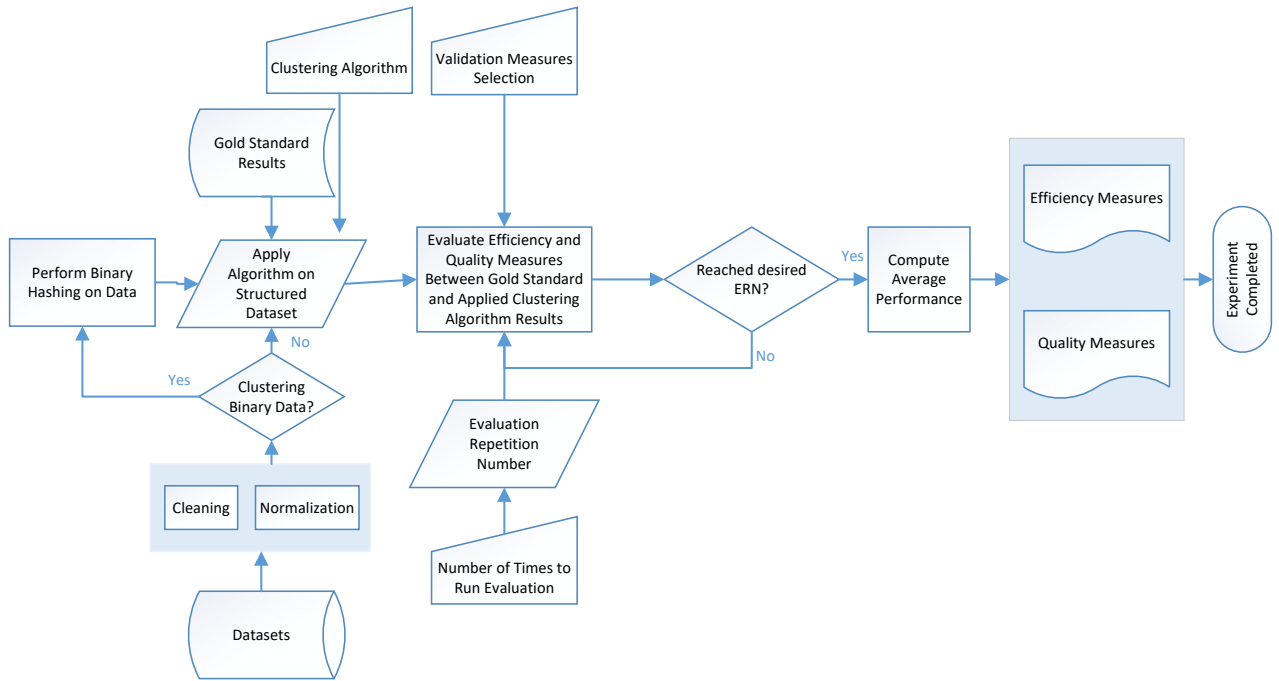 Clustering Algorithm
Validation Measures
Selection
Gold Standard
Results
Efficiency Measures
Perform Binary
Hashing on Data
Apply
Algorithm on
Structured
Dataset
Evaluate Efficiency and
Quality Measures
Between Gold Standard
and Applied Clustering
Algorithm Results
Reached desired
ERN?
Yes
Compute
Average
Performance
Experiment
Completed
No
No
Quality Measures
Yes
Clustering
Binary Data?
Evaluation
Repetition
Number
Cleaning
Normalization
Number of Times to
Run Evaluation
Datasets